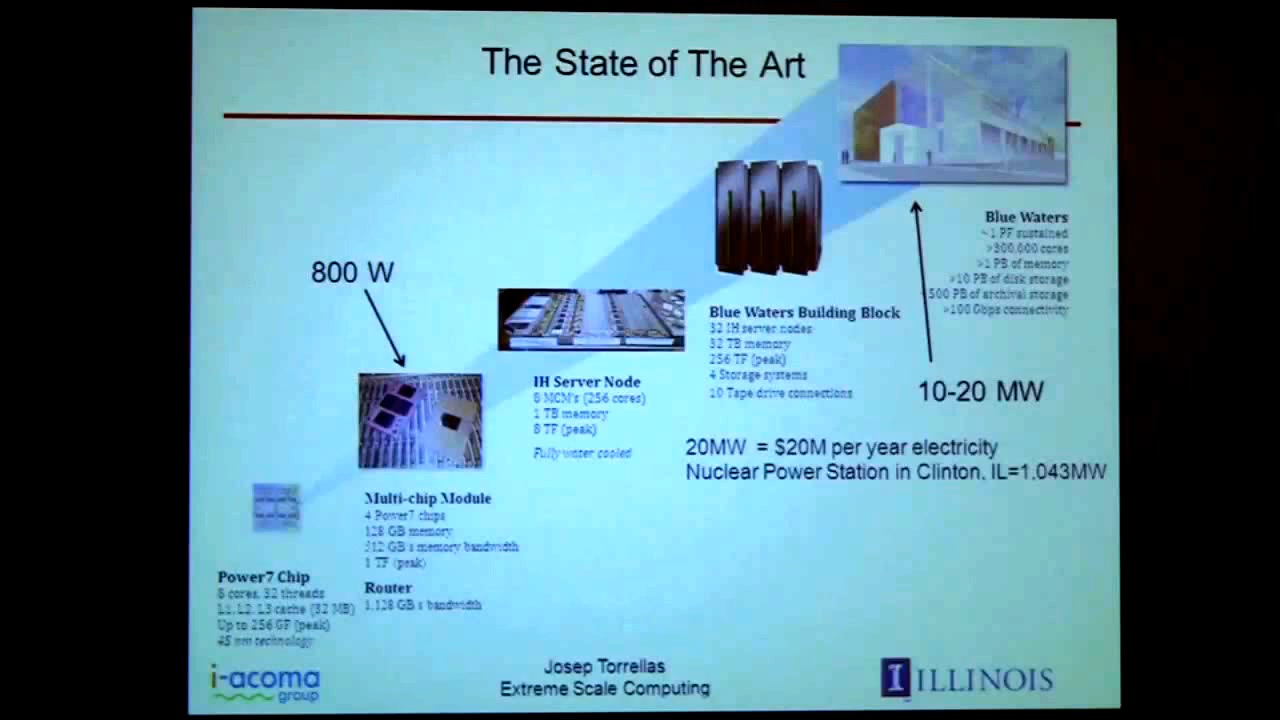 The State of The Art
Blue Waters
~1 PF sustained
>300,000 cores
>1 PB of memory
>10 PB of disk storage
500 PB of archival storage
>100 Gbps connectivity
800 W
Blue Waters Building Block
32 IH server nodes
32 TB memory
256 TF (peak)
4 Storage systems
10 Tape drive connections
10-20 MW
IH Server Node
8 MCM's (256 cores)
1 TB memory
8 TF (peak)
Fully water cooled
20MW = $20M per year electricity
Nuclear Power Station in Clinton, IL=1,043MW
Multi-chip Module
4 Power7 chips
128 GB memory
512 GB s memory bandwidth
1 TF (peak)
Router
1,128 GB s bandwidth
Power7 Chip
8 cores, 32 threads
L1, L2, L3 cache (32 MB)
Up to 256 GF (peak)
45 nm technology
i-acoma
group
Josep Torrellas
Extreme Scale Computing
I ILLINOIS